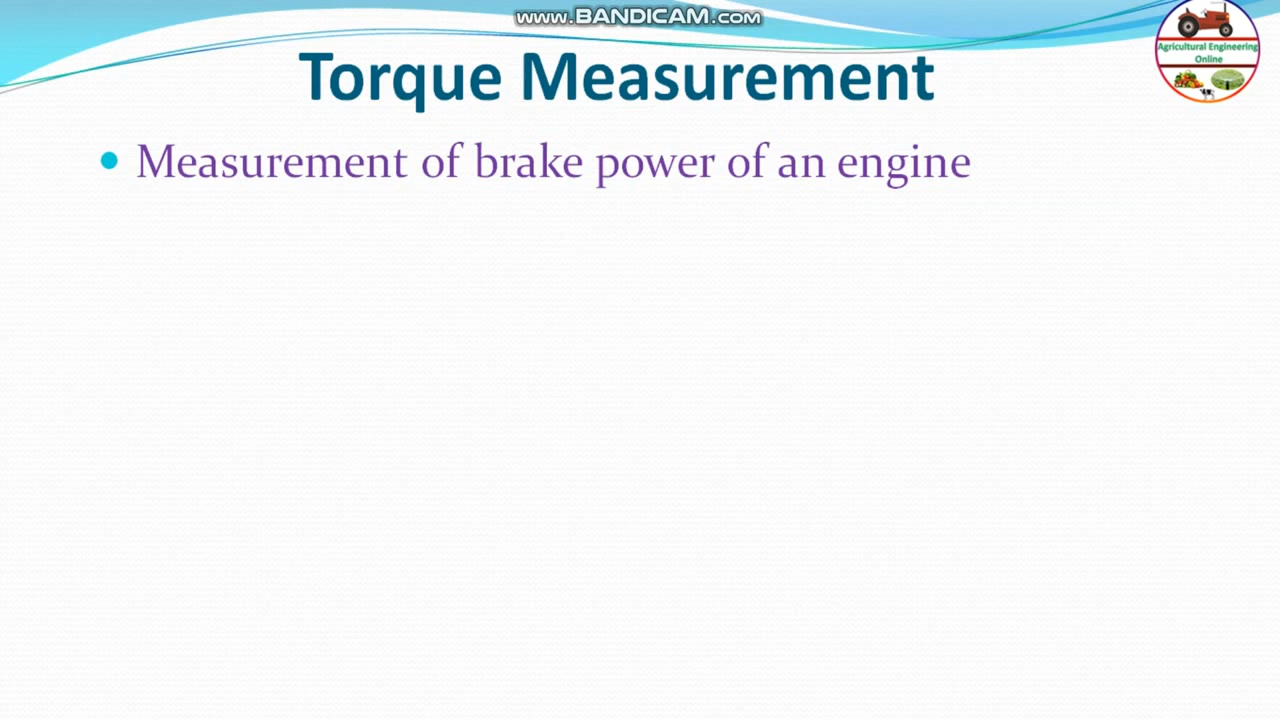 www.BANDICAM.com
Agricultural Engineering
Online
Torque Measurement
Measurement of brake power of an engine